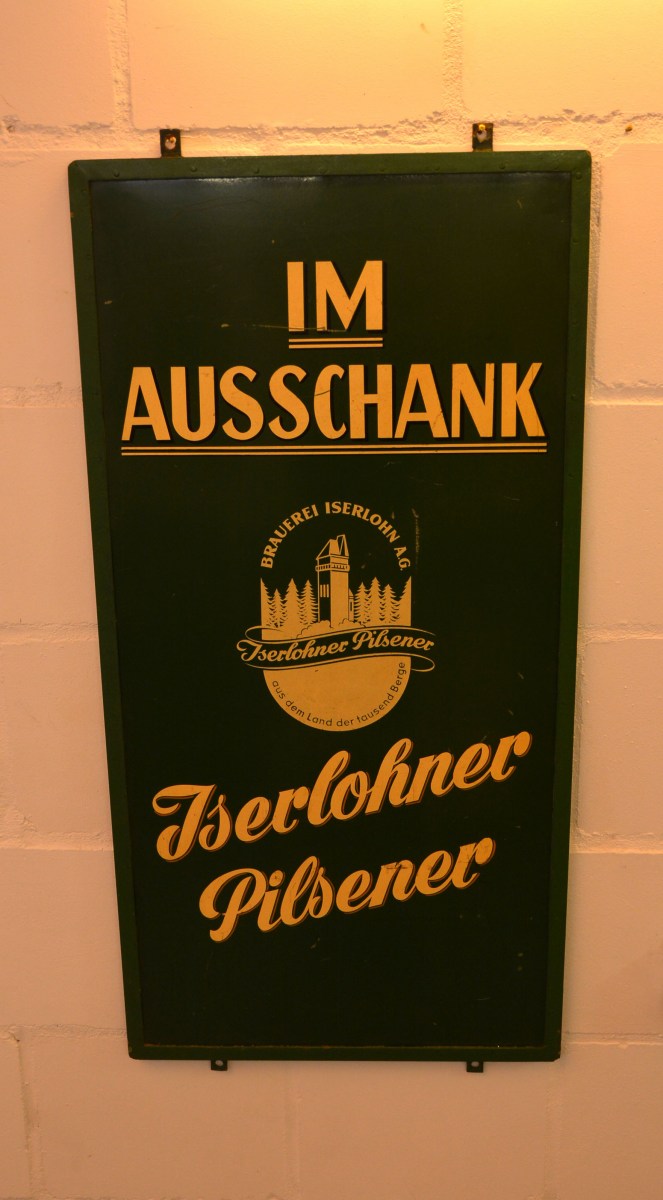 IM
AUSSCHANK
BRAUEREI ISERLOHN A.G.
Iserlohner Pilsener
aus dem Land der tausend Berge
Iserlohner
Pilsener